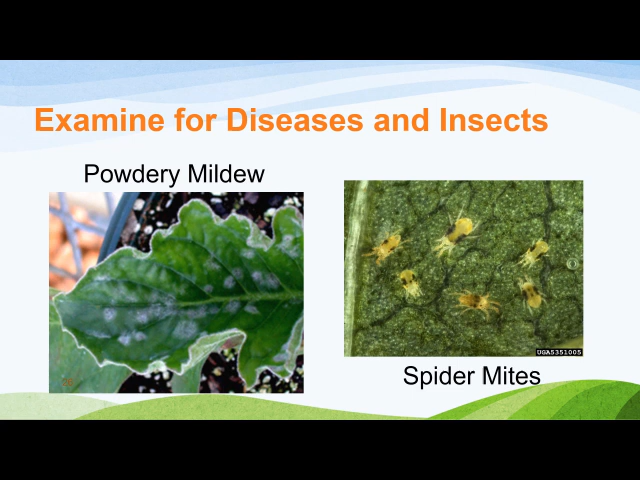 Examine for Diseases and Insects
Powdery Mildew
UGA5351005
Spider Mites